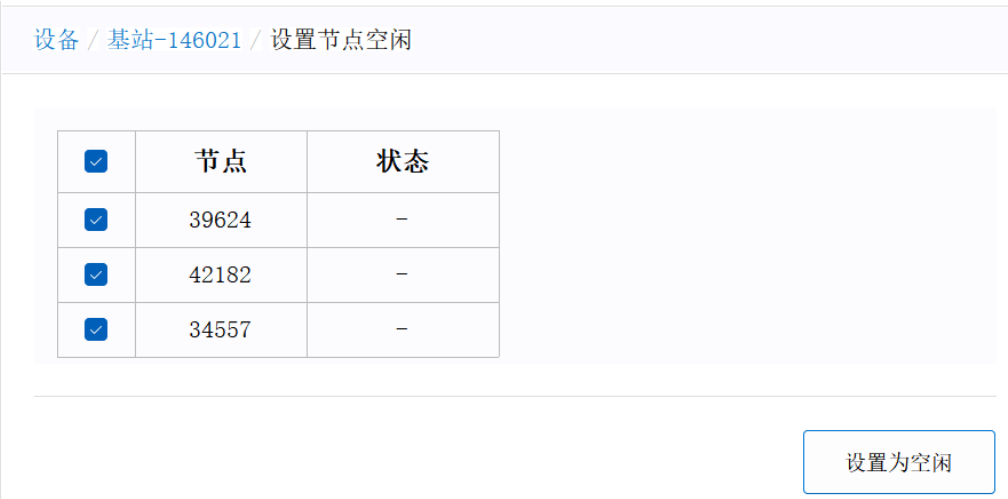 设备 / 基站-146021 / 设置节点空闲
节点 状态
39624 -
42182 -
34557 -
设置为空闲